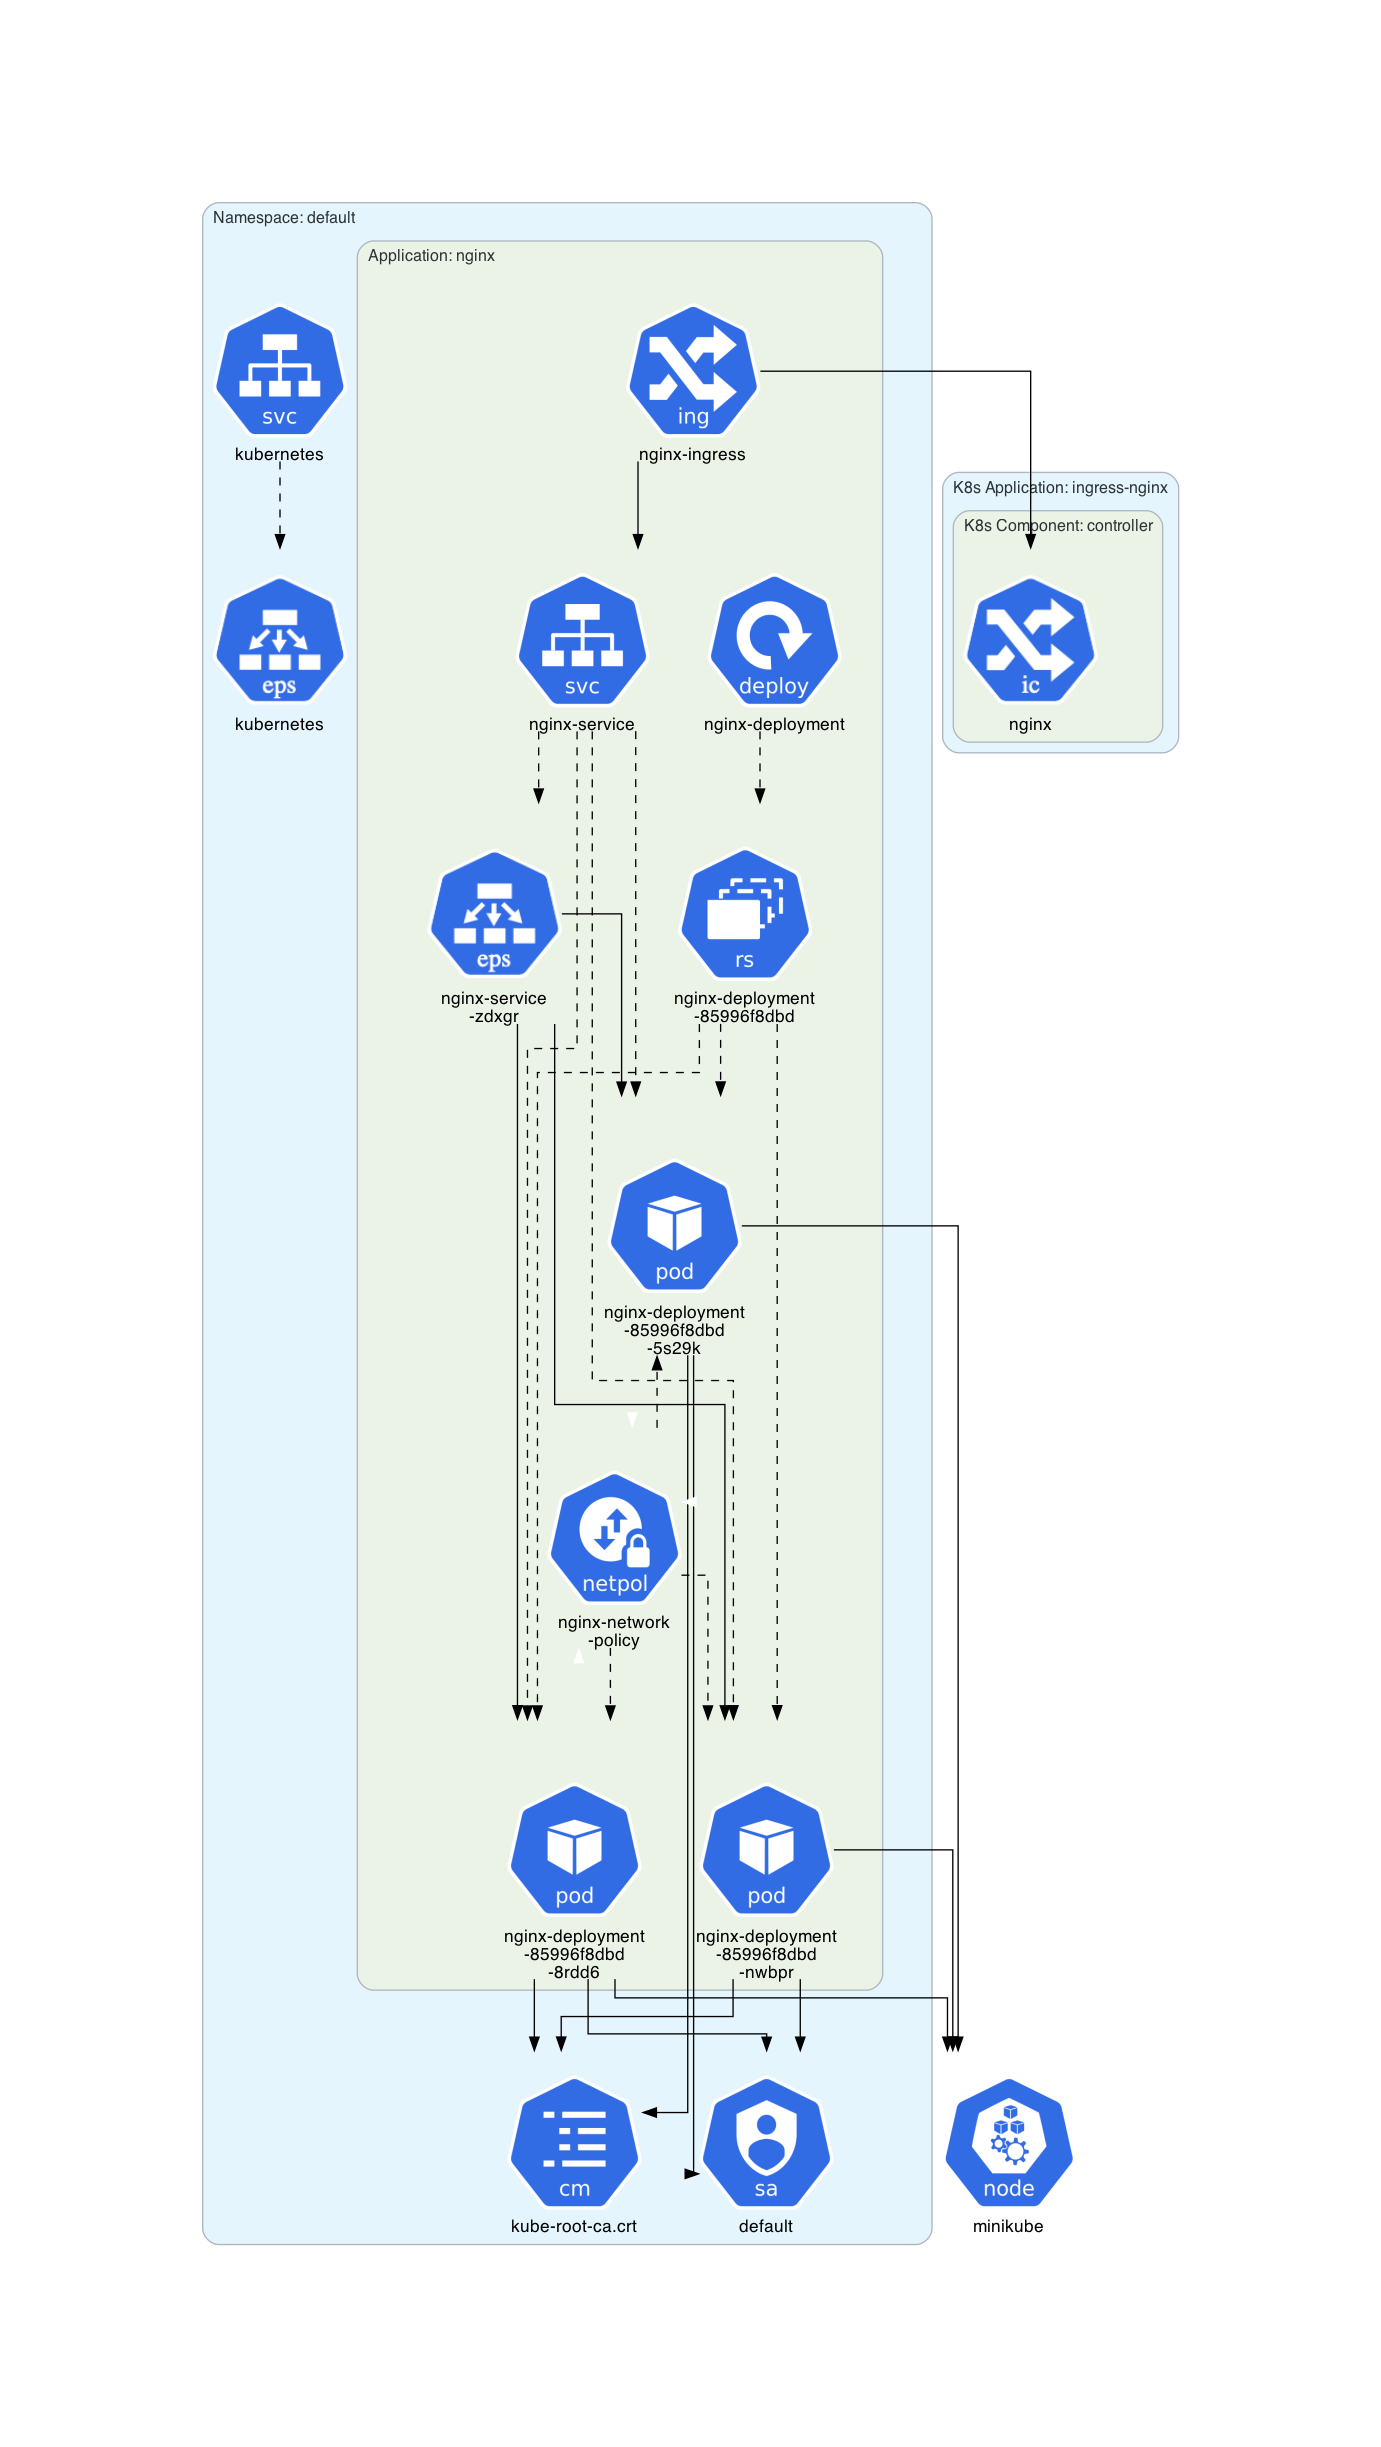 Namespace: default
Application: nginx
svc
kubernetes
ing
nginx-ingress
K8s Application: ingress-nginx
K8s Component: controller
eps
kubernetes
svc
nginx-service
deploy
nginx-deployment
ic
nginx
eps
nginx-service
-zdxgr
rs
nginx-deployment
-85996f8dbd
pod
nginx-deployment
-85996f8dbd
-5s29k
netpol
nginx-network
-policy
pod
nginx-deployment
-85996f8dbd
-8rdd6
pod
nginx-deployment
-85996f8dbd
-nwbpr
cm
kube-root-ca.crt
sa
default
node
minikube